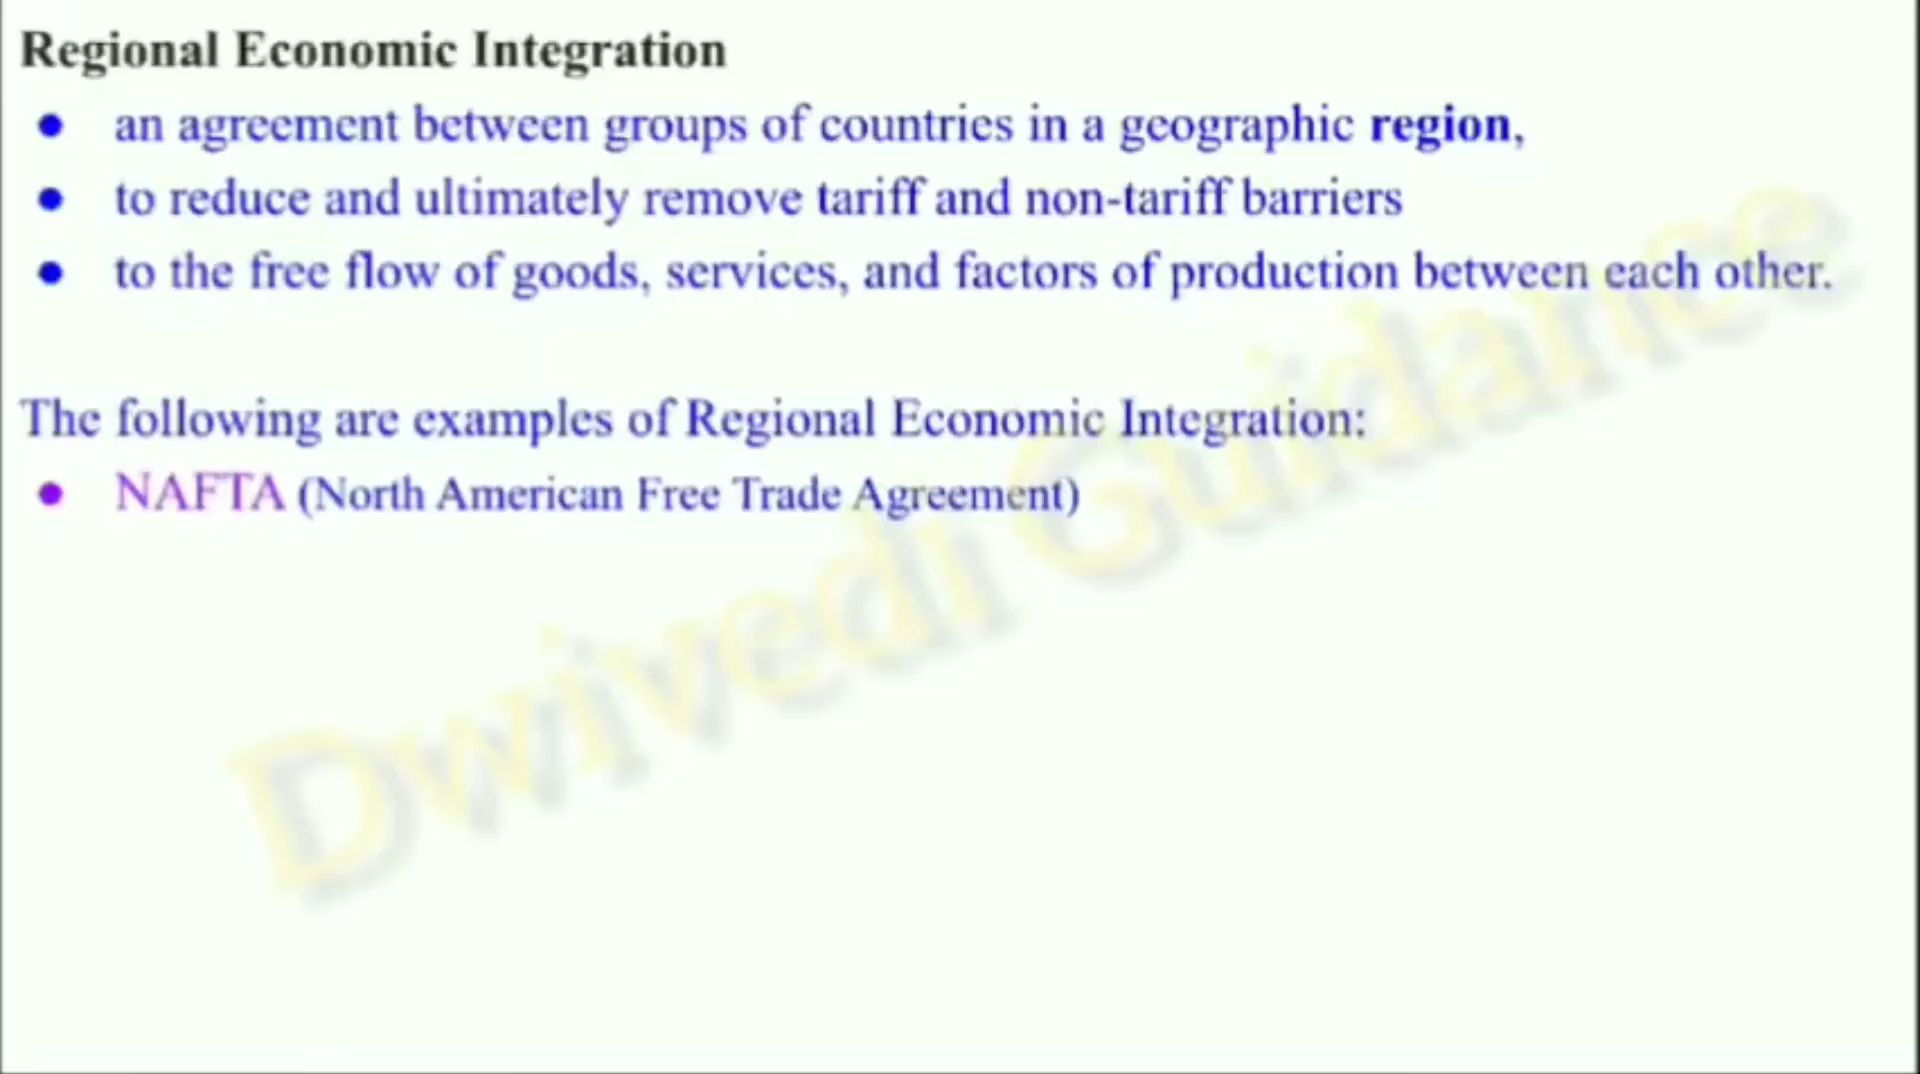 Regional Economic Integration
● an agreement between groups of countries in a geographic region,
● to reduce and ultimately remove tariff and non-tariff barriers
● to the free flow of goods, services, and factors of production between each other.
The following are examples of Regional Economic Integration:
● NAFTA (North American Free Trade Agreement)
Dwivedi Guidance